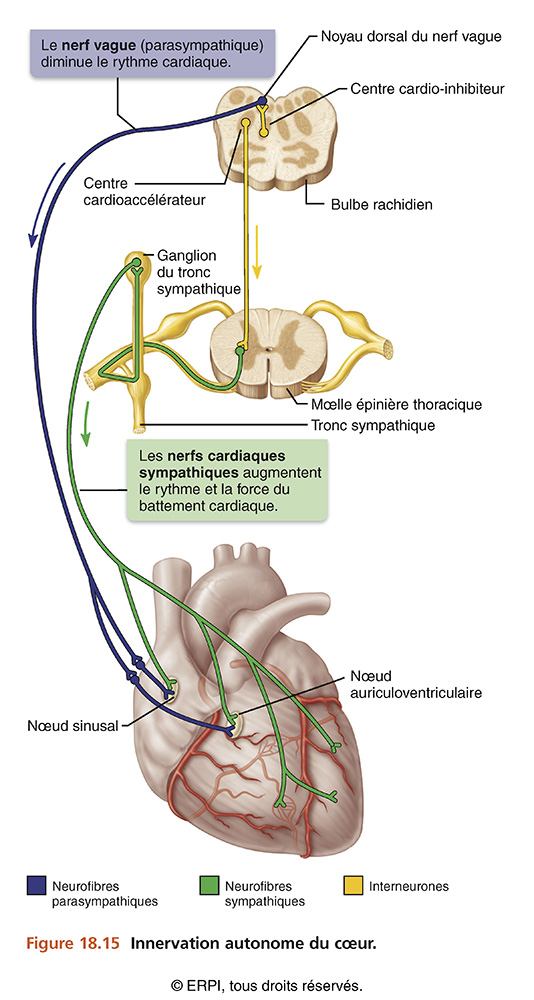 Le nerf vague (parasympathique)
diminue le rythme cardiaque.
Noyau dorsal du nerf vague
Centre cardio-inhibiteur
Centre
cardioaccélérateur
Bulbe rachidien
Ganglion
du tronc
sympathique
Mœlle épinière thoracique
Tronc sympathique
Les nerfs cardiaques
sympathiques augmentent
le rythme et la force du
battement cardiaque.
Nœud
auriculoventriculaire
Nœud sinusal
Neurofibres
parasympathiques
Neurofibres
sympathiques
Interneurones
Figure 18.15 Innervation autonome du cœur.
© ERPI, tous droits réservés.